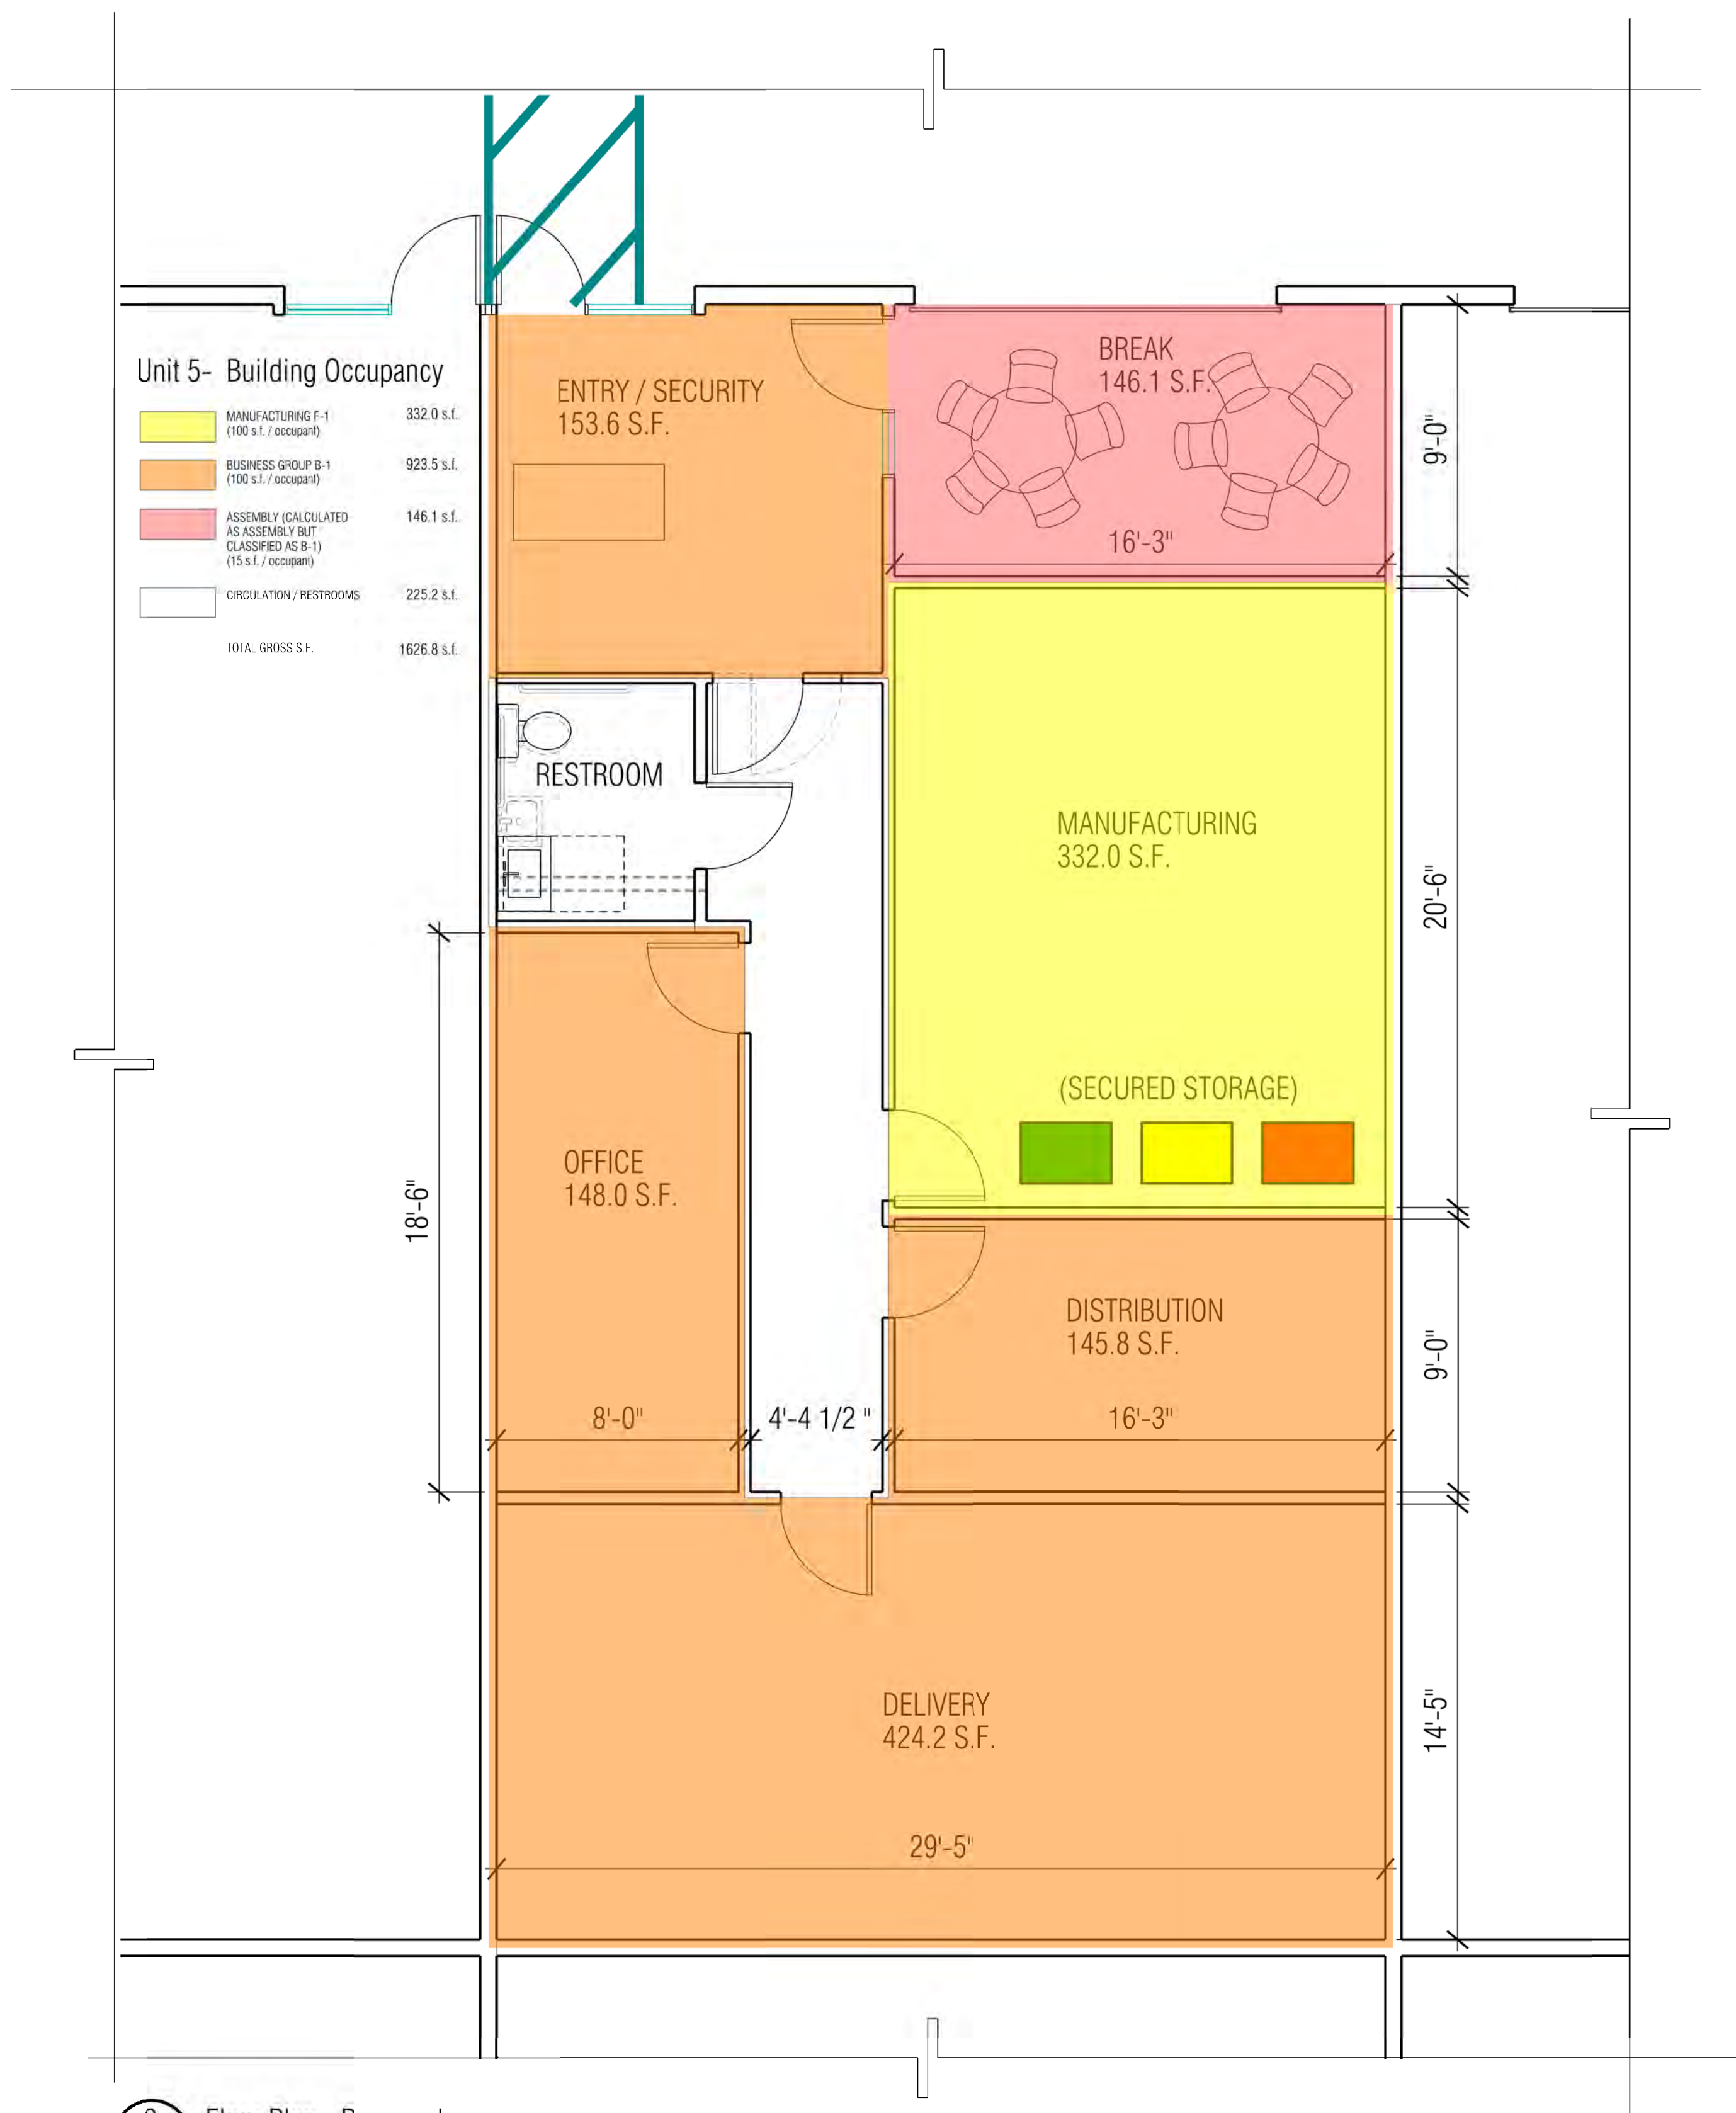 ENTRY / SECURITY
153.6 S.F.
BREAK
146.1 S.F.
16'-3"
9'-0"
Unit 5- Building Occupancy
MANUFACTURING F-1
(100 s.f. / occupant)
332.0 s.f.
BUSINESS GROUP B-1
(100 s.f. / occupant)
923.5 s.f.
ASSEMBLY (CALCULATED
AS ASSEMBLY BUT
CLASSIFIED AS B-1)
(15 s.f. / occupant)
146.1 s.f.
CIRCULATION / RESTROOMS
225.2 s.f.
TOTAL GROSS S.F.
1626.8 s.f.
RESTROOM
MANUFACTURING
332.0 S.F.
20'-6"
(SECURED STORAGE)
OFFICE
148.0 S.F.
18'-6"
DISTRIBUTION
145.8 S.F.
9'-0"
8'-0"
4'-4 1/2 "
16'-3"
DELIVERY
424.2 S.F.
14'-5"
29'-5"